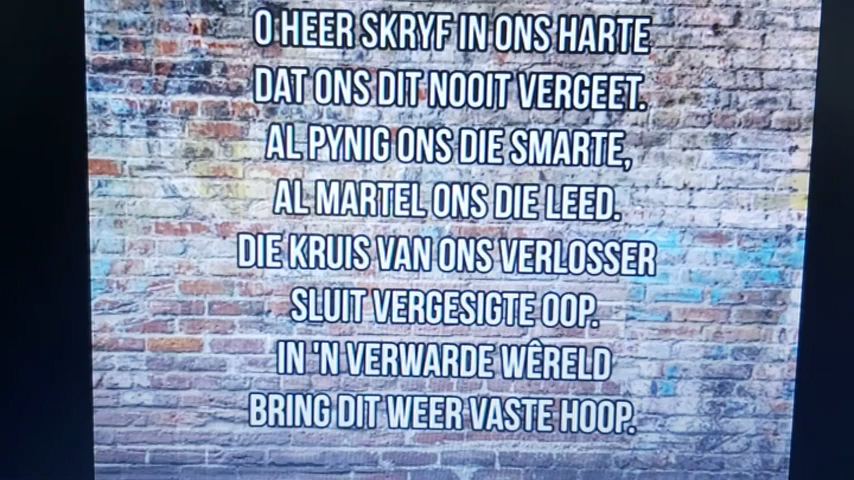 O HEER SKRYF IN ONS HARTE
DAT ONS DIT NOOIT VERGEET.
AL PYNIG ONS DIE SMARTE,
AL MARTEL ONS DIE LEED.
DIE KRUIS VAN ONS VERLOSSER
SLUIT VERGESIGTE OOP.
IN 'N VERWARDE WÊRELD
BRING DIT WEER VASTE HOOP.